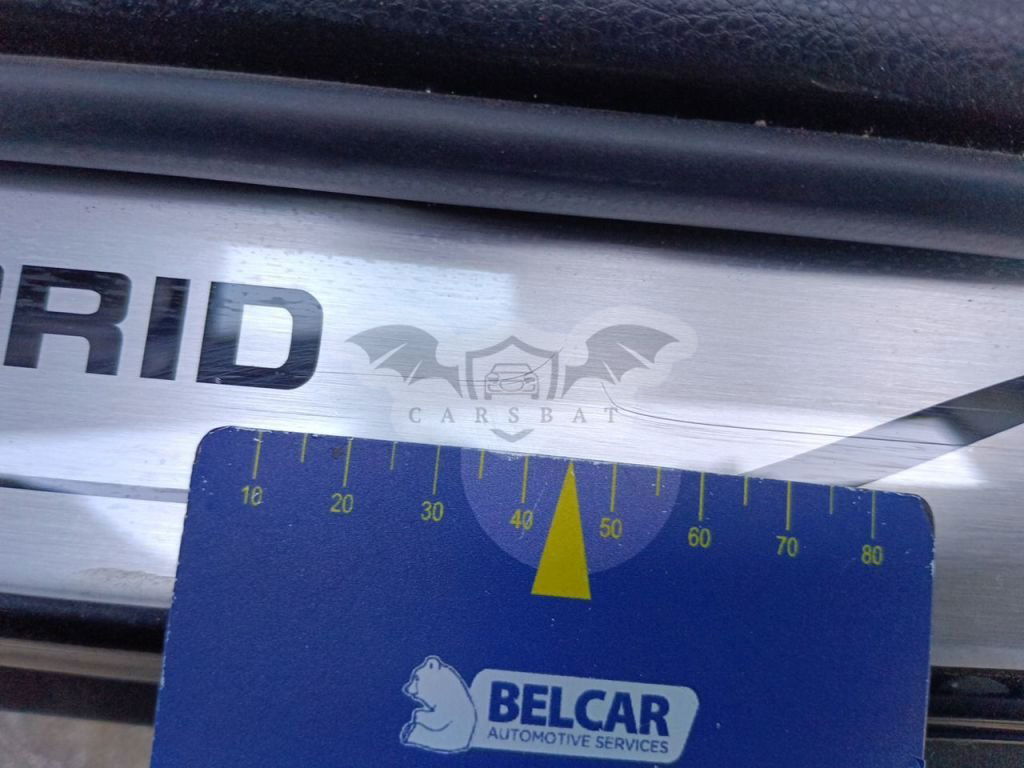 RID
CARSBAT
10 20 30 40 50 60 70 80
BELCAR
AUTOMOTIVE SERVICES